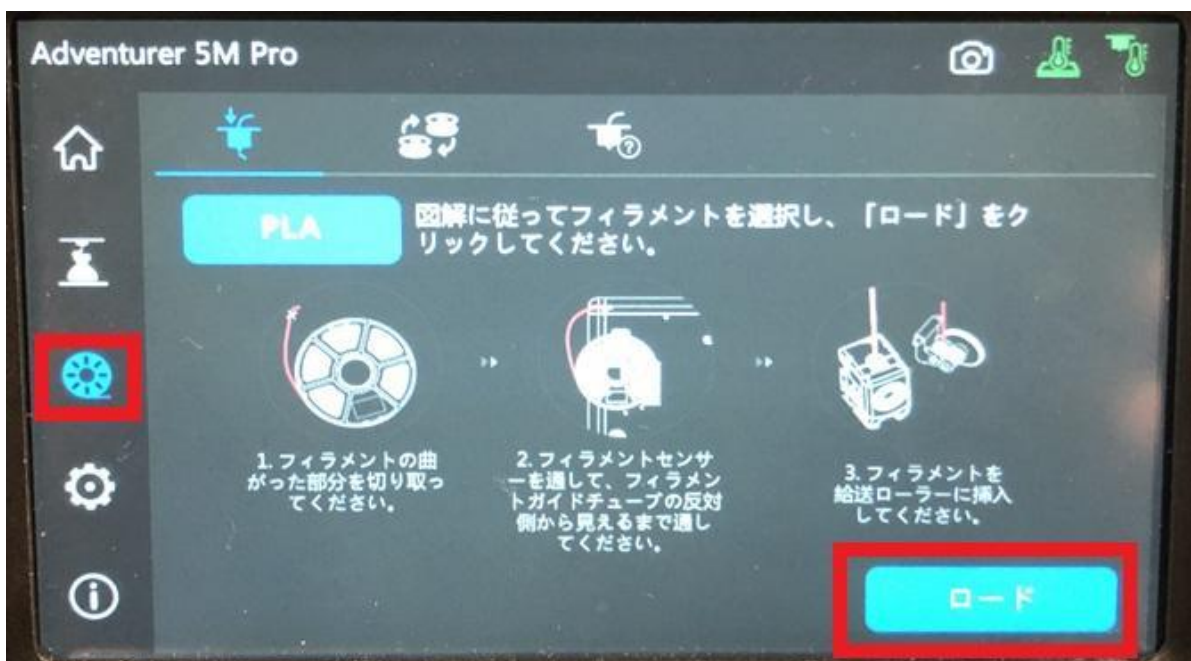 Adventurer 5M Pro
PLA
図解に従ってフィラメントを選択し、「ロード」をク
リックしてください。
1.フィラメントの曲
がった部分を切り取っ
てください。
2.フィラメントセンサ
ーを通して、フィラメン
トガイドチューブの反対
側から見えるまで通し
てください。
3.フィラメントを
給送ローラーに挿入
してください。
ロード